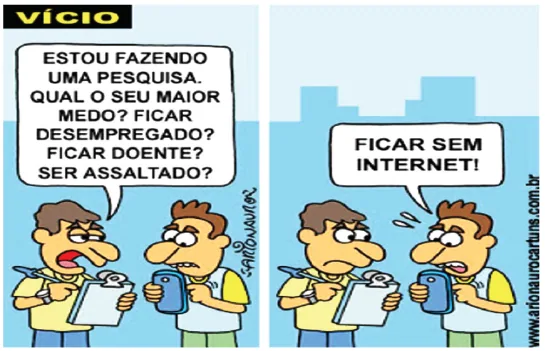 VÍCIO
ESTOU FAZENDO
UMA PESQUISA.
QUAL O SEU MAIOR
MEDO? FICAR
DESEMPREGADO?
FICAR DOENTE?
SER ASSALTADO?
ARIONAURO
FICAR SEM
INTERNET!
www.arionaurocartuns.com.br